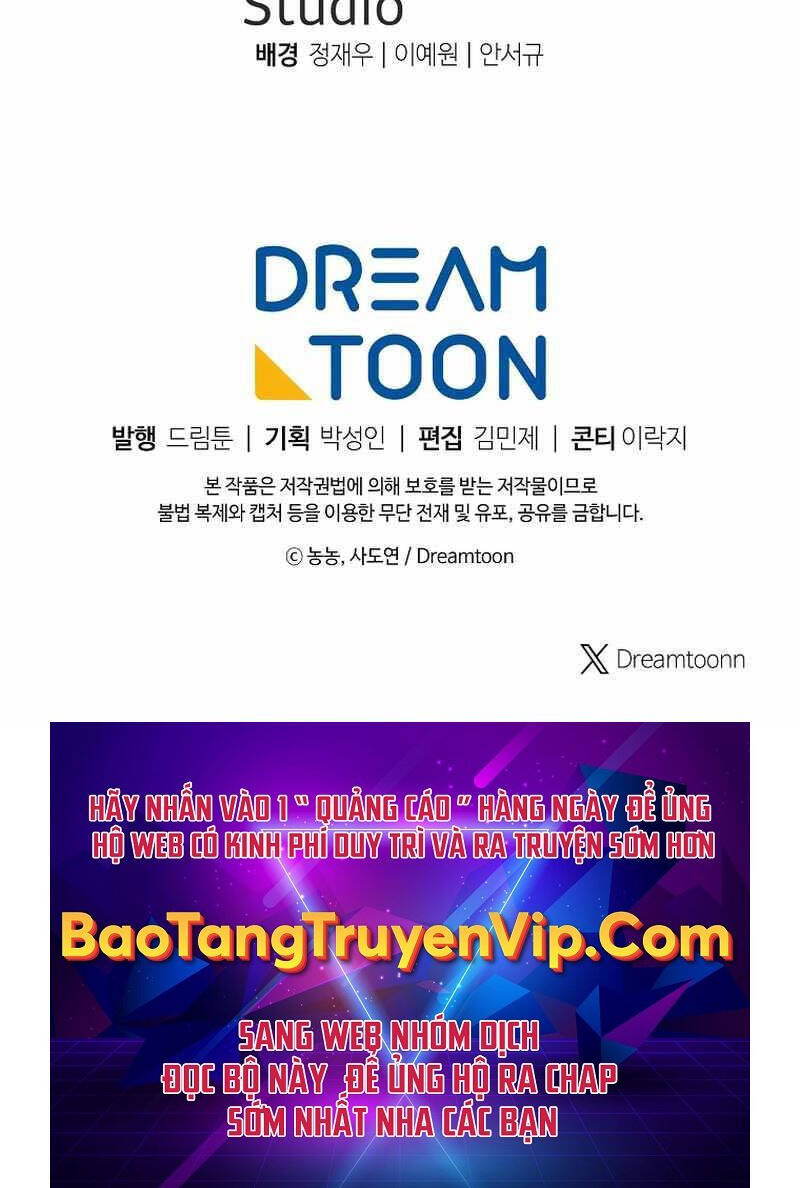 Studio
배경 정재우 | 이예원 | 안서규
DREAM
TOON
발행 드림툰 | 기획 박성인 | 편집 김민제 | 콘티 이락지
본 작품은 저작권법에 의해 보호를 받는 저작물이므로
불법 복제와 캡처 등을 이용한 무단 전재 및 유포, 공유를 금합니다.
ⓒ 농농, 사도연 / Dreamtoon
X Dreamtoonn
HÃY NHẤN VÀO 1 “ QUẢNG CÁO ” HÀNG NGÀY ĐỂ ỦNG
HỘ WEB CÓ KINH PHÍ DUY TRÌ VÀ RA TRUYỆN SỚM HƠN
BaoTangTruyenVip.Com
SANG WEB NHÓM DỊCH
ĐỌC BỘ NÀY ĐỂ ỦNG HỘ RA CHAP
SỚM NHẤT NHA CÁC BẠN